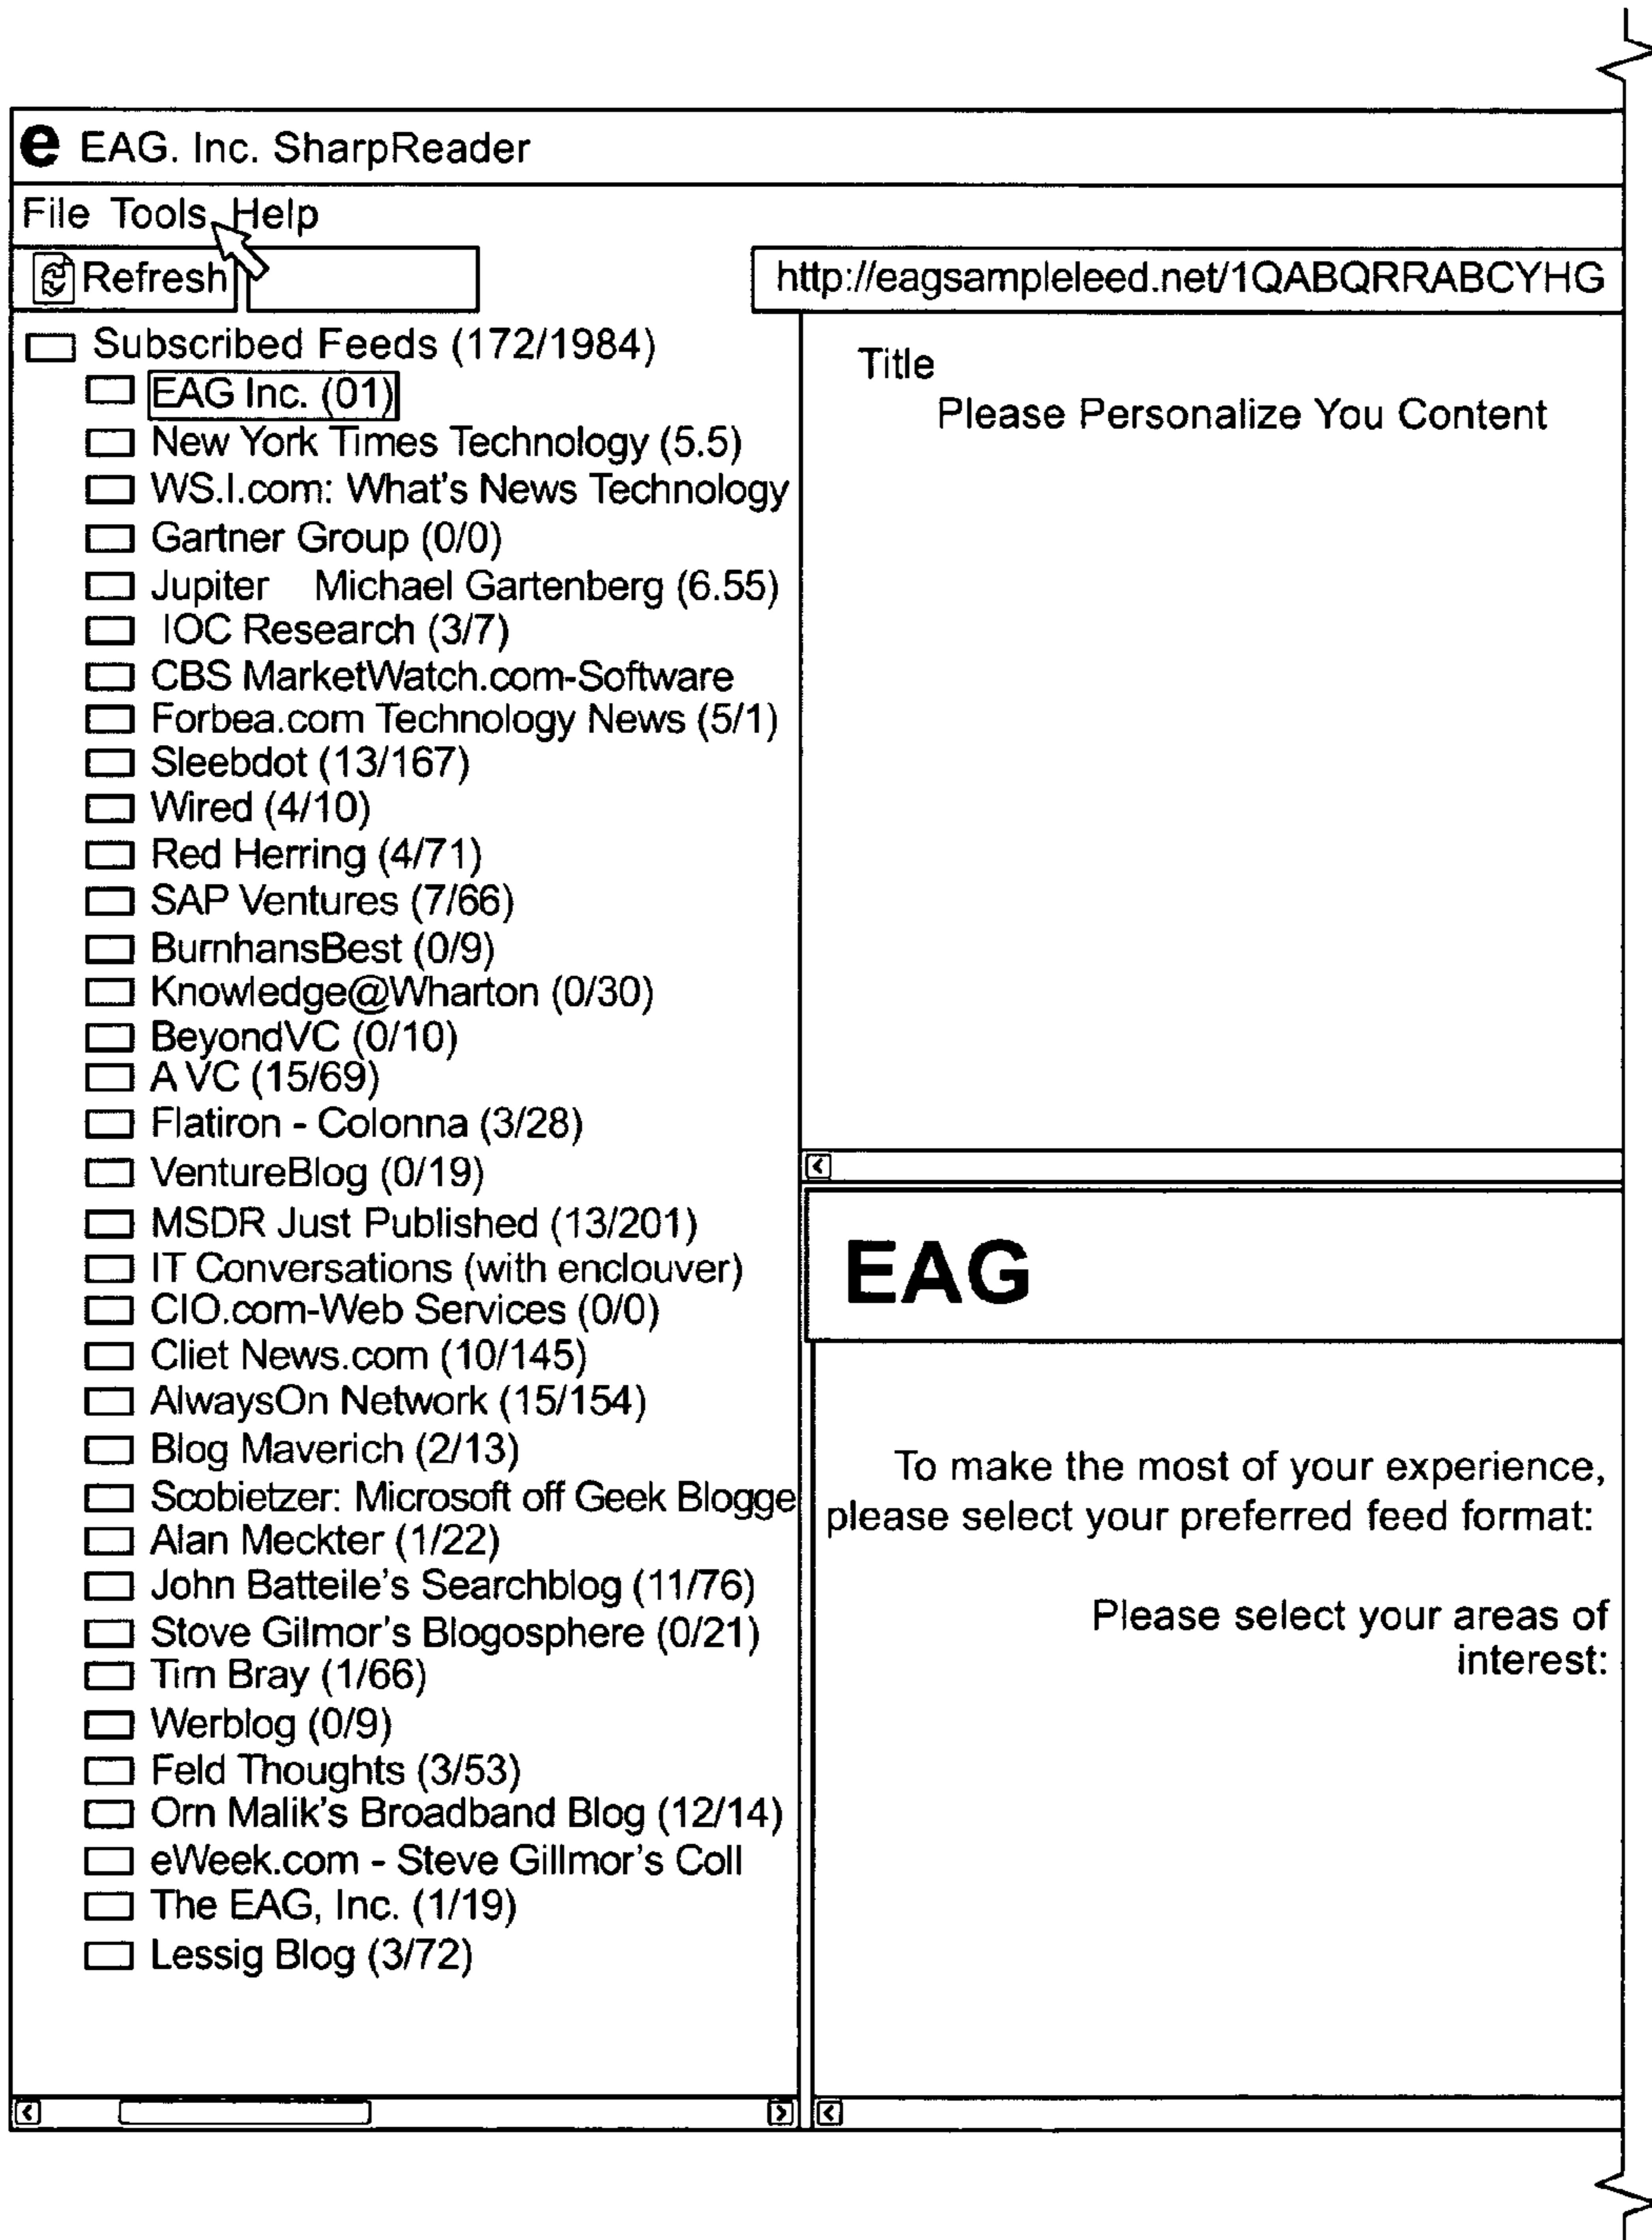 e EAG. Inc. SharpReader
File Tools Help
Refresh
http://eagsampleleed.net/1QABQRRABCYHG
Subscribed Feeds (172/1984)
EAG Inc. (01)
New York Times Technology (5.5)
WS.I.com: What's News Technology
Gartner Group (0/0)
Jupiter Michael Gartenberg (6.55)
IOC Research (3/7)
CBS MarketWatch.com-Software
Forbea.com Technology News (5/1)
Sleebdot (13/167)
Wired (4/10)
Red Herring (4/71)
SAP Ventures (7/66)
BurnhansBest (0/9)
Knowledge@Wharton (0/30)
BeyondVC (0/10)
A VC (15/69)
Flatiron - Colonna (3/28)
VentureBlog (0/19)
MSDR Just Published (13/201)
IT Conversations (with enclouver)
CIO.com-Web Services (0/0)
Cliet News.com (10/145)
AlwaysOn Network (15/154)
Blog Maverich (2/13)
Scobietzer: Microsoft off Geek Blogge
Alan Meckter (1/22)
John Batteile's Searchblog (11/76)
Stove Gilmor's Blogosphere (0/21)
Tim Bray (1/66)
Werblog (0/9)
Feld Thoughts (3/53)
Orn Malik's Broadband Blog (12/14)
eWeek.com - Steve Gillmor's Coll
The EAG, Inc. (1/19)
Lessig Blog (3/72)
Title
Please Personalize You Content
EAG
To make the most of your experience,
please select your preferred feed format:
Please select your areas of
interest: